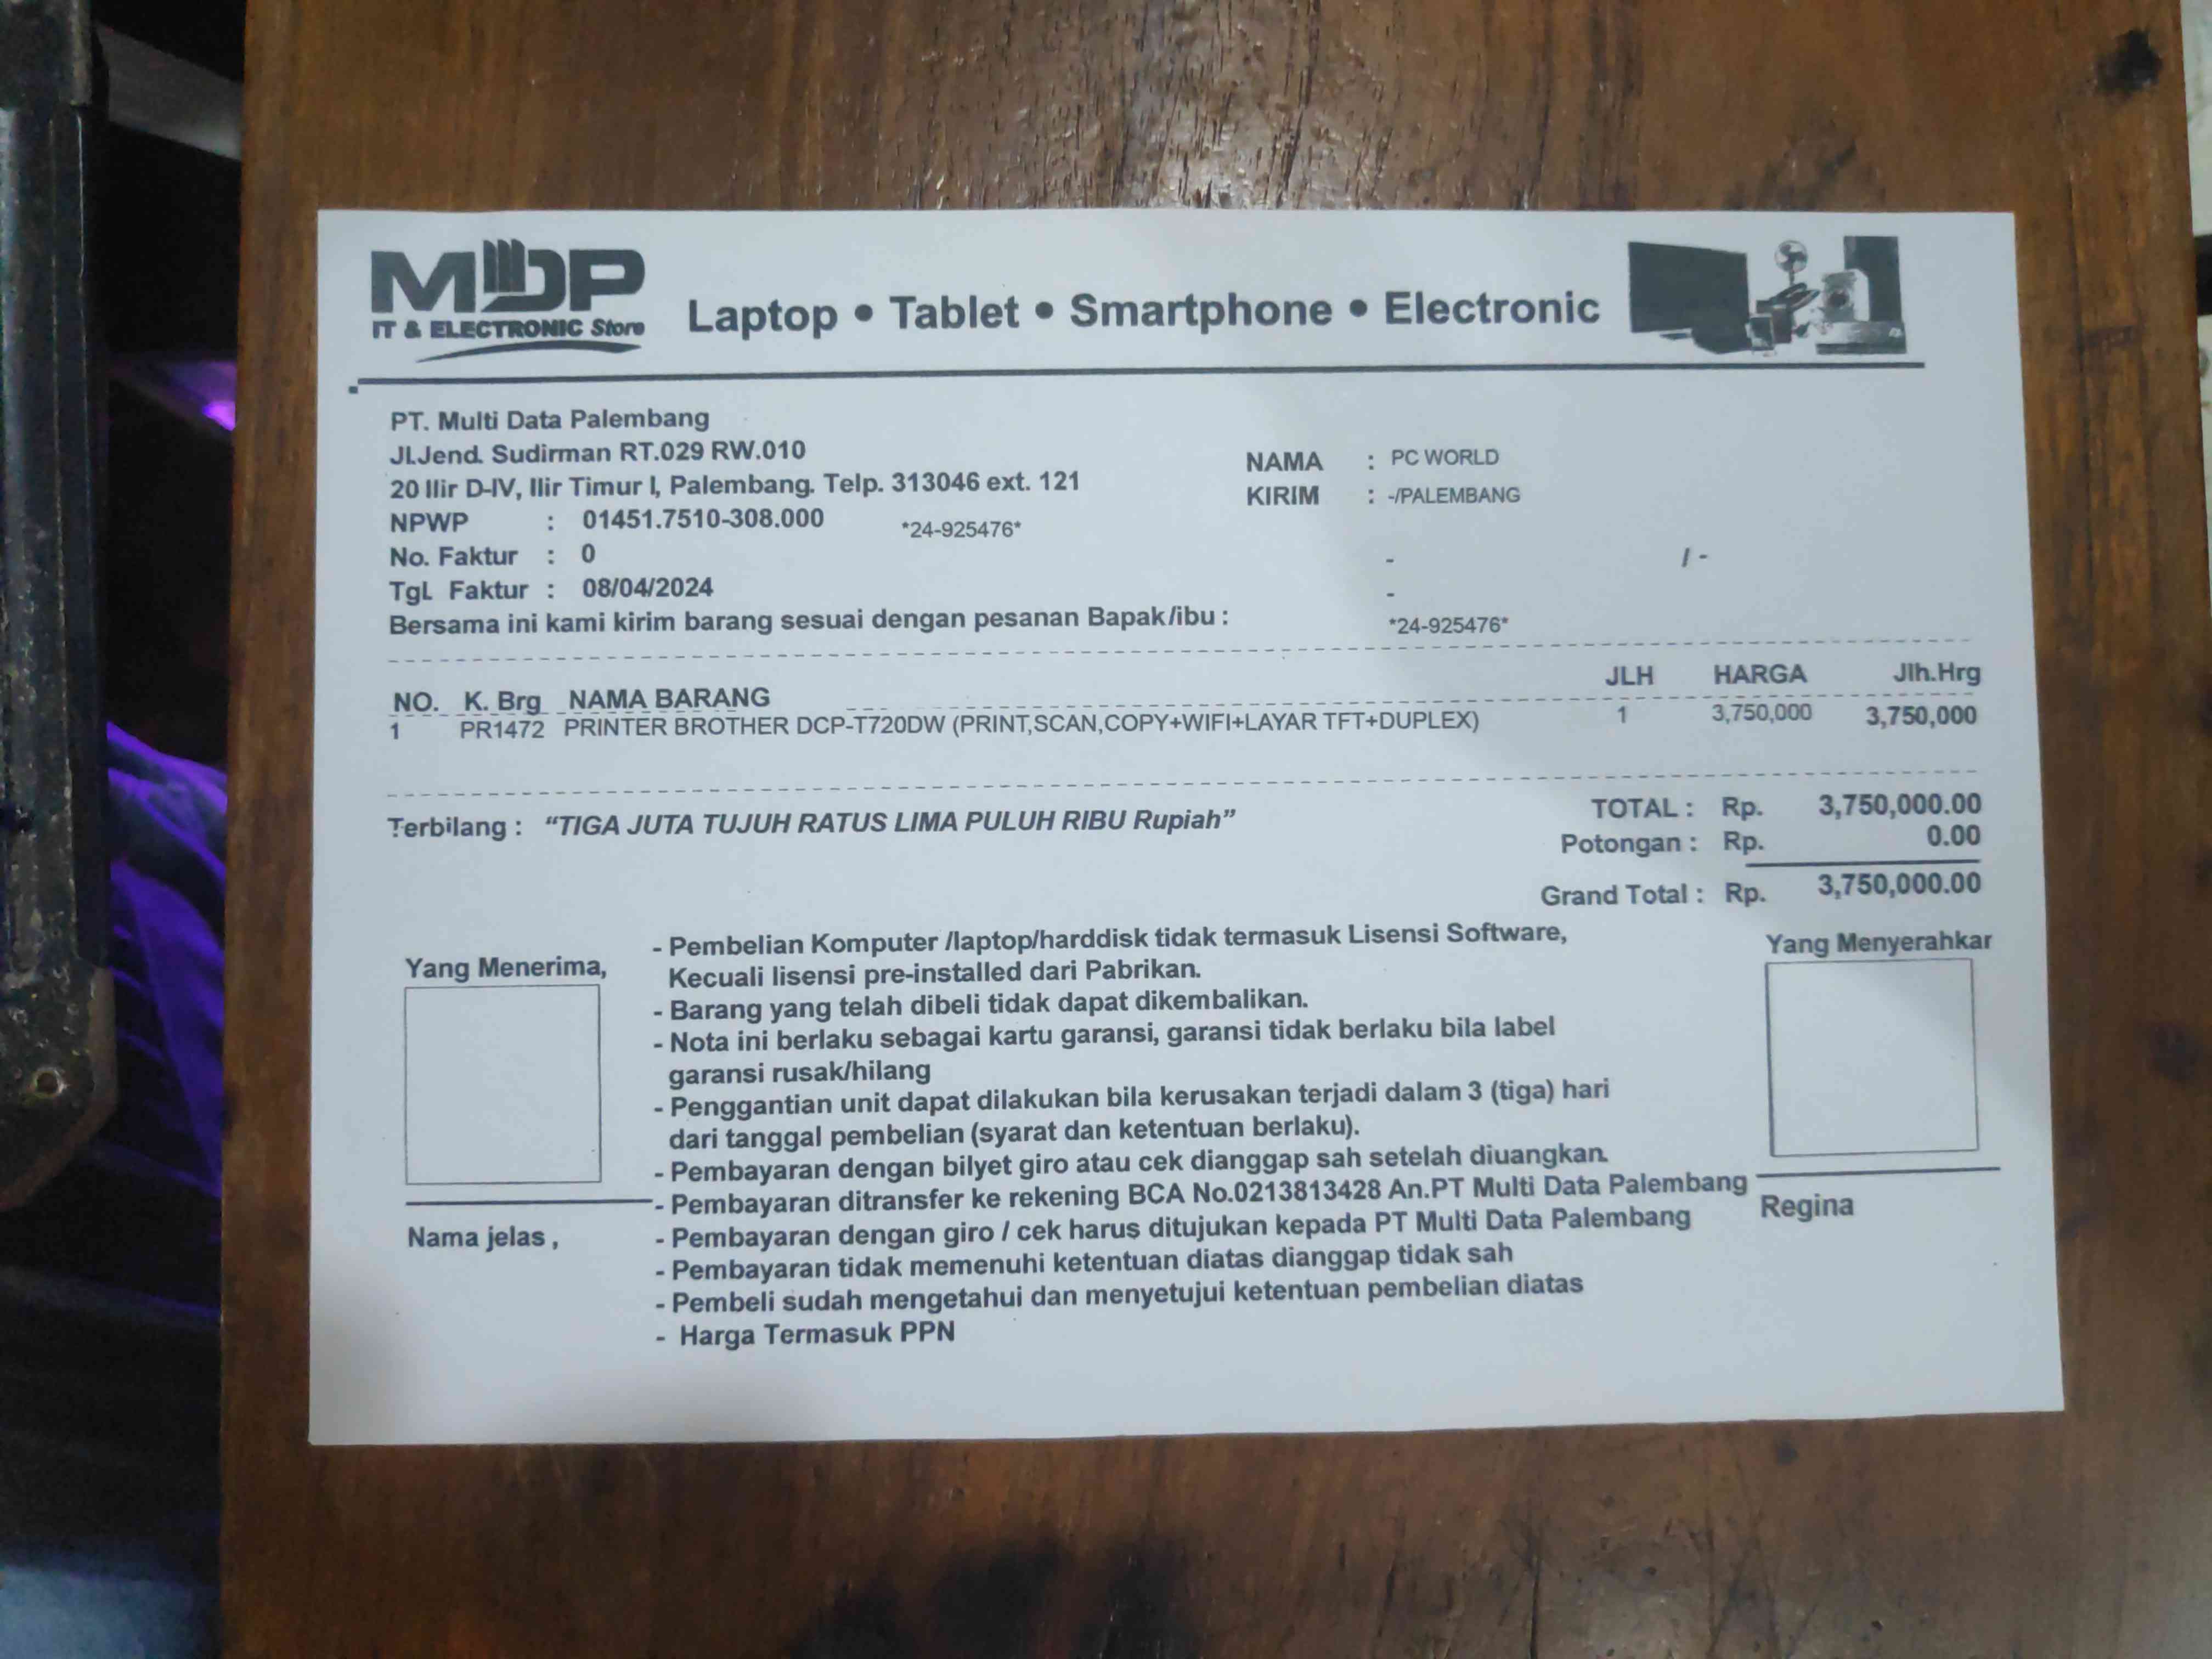 MDP
IT & ELECTRONIC Store
Laptop • Tablet • Smartphone • Electronic
PT. Multi Data Palembang
Jl.Jend. Sudirman RT.029 RW.010
20 Ilir D-IV, Ilir Timur I, Palembang. Telp. 313046 ext. 121
NPWP : 01451.7510-308.000 *24-925476*
No. Faktur : 0
Tgl. Faktur : 08/04/2024
Bersama ini kami kirim barang sesuai dengan pesanan Bapak/ibu :
NAMA : PC WORLD
KIRIM : -/PALEMBANG
- / -
-
*24-925476*
NO. K. Brg NAMA BARANG JLH HARGA Jlh.Hrg
1 PR1472 PRINTER BROTHER DCP-T720DW (PRINT,SCAN,COPY+WIFI+LAYAR TFT+DUPLEX) 1 3,750,000 3,750,000
Terbilang : “TIGA JUTA TUJUH RATUS LIMA PULUH RIBU Rupiah”
TOTAL : Rp. 3,750,000.00
Potongan : Rp. 0.00
Grand Total : Rp. 3,750,000.00
Yang Menerima,
Nama jelas ,
- Pembelian Komputer /laptop/harddisk tidak termasuk Lisensi Software,
Kecuali lisensi pre-installed dari Pabrikan.
- Barang yang telah dibeli tidak dapat dikembalikan.
- Nota ini berlaku sebagai kartu garansi, garansi tidak berlaku bila label
garansi rusak/hilang
- Penggantian unit dapat dilakukan bila kerusakan terjadi dalam 3 (tiga) hari
dari tanggal pembelian (syarat dan ketentuan berlaku).
- Pembayaran dengan bilyet giro atau cek dianggap sah setelah diuangkan.
- Pembayaran ditransfer ke rekening BCA No.0213813428 An.PT Multi Data Palembang
- Pembayaran dengan giro / cek harus ditujukan kepada PT Multi Data Palembang
- Pembayaran tidak memenuhi ketentuan diatas dianggap tidak sah
- Pembeli sudah mengetahui dan menyetujui ketentuan pembelian diatas
- Harga Termasuk PPN
Yang Menyerahkar
Regina